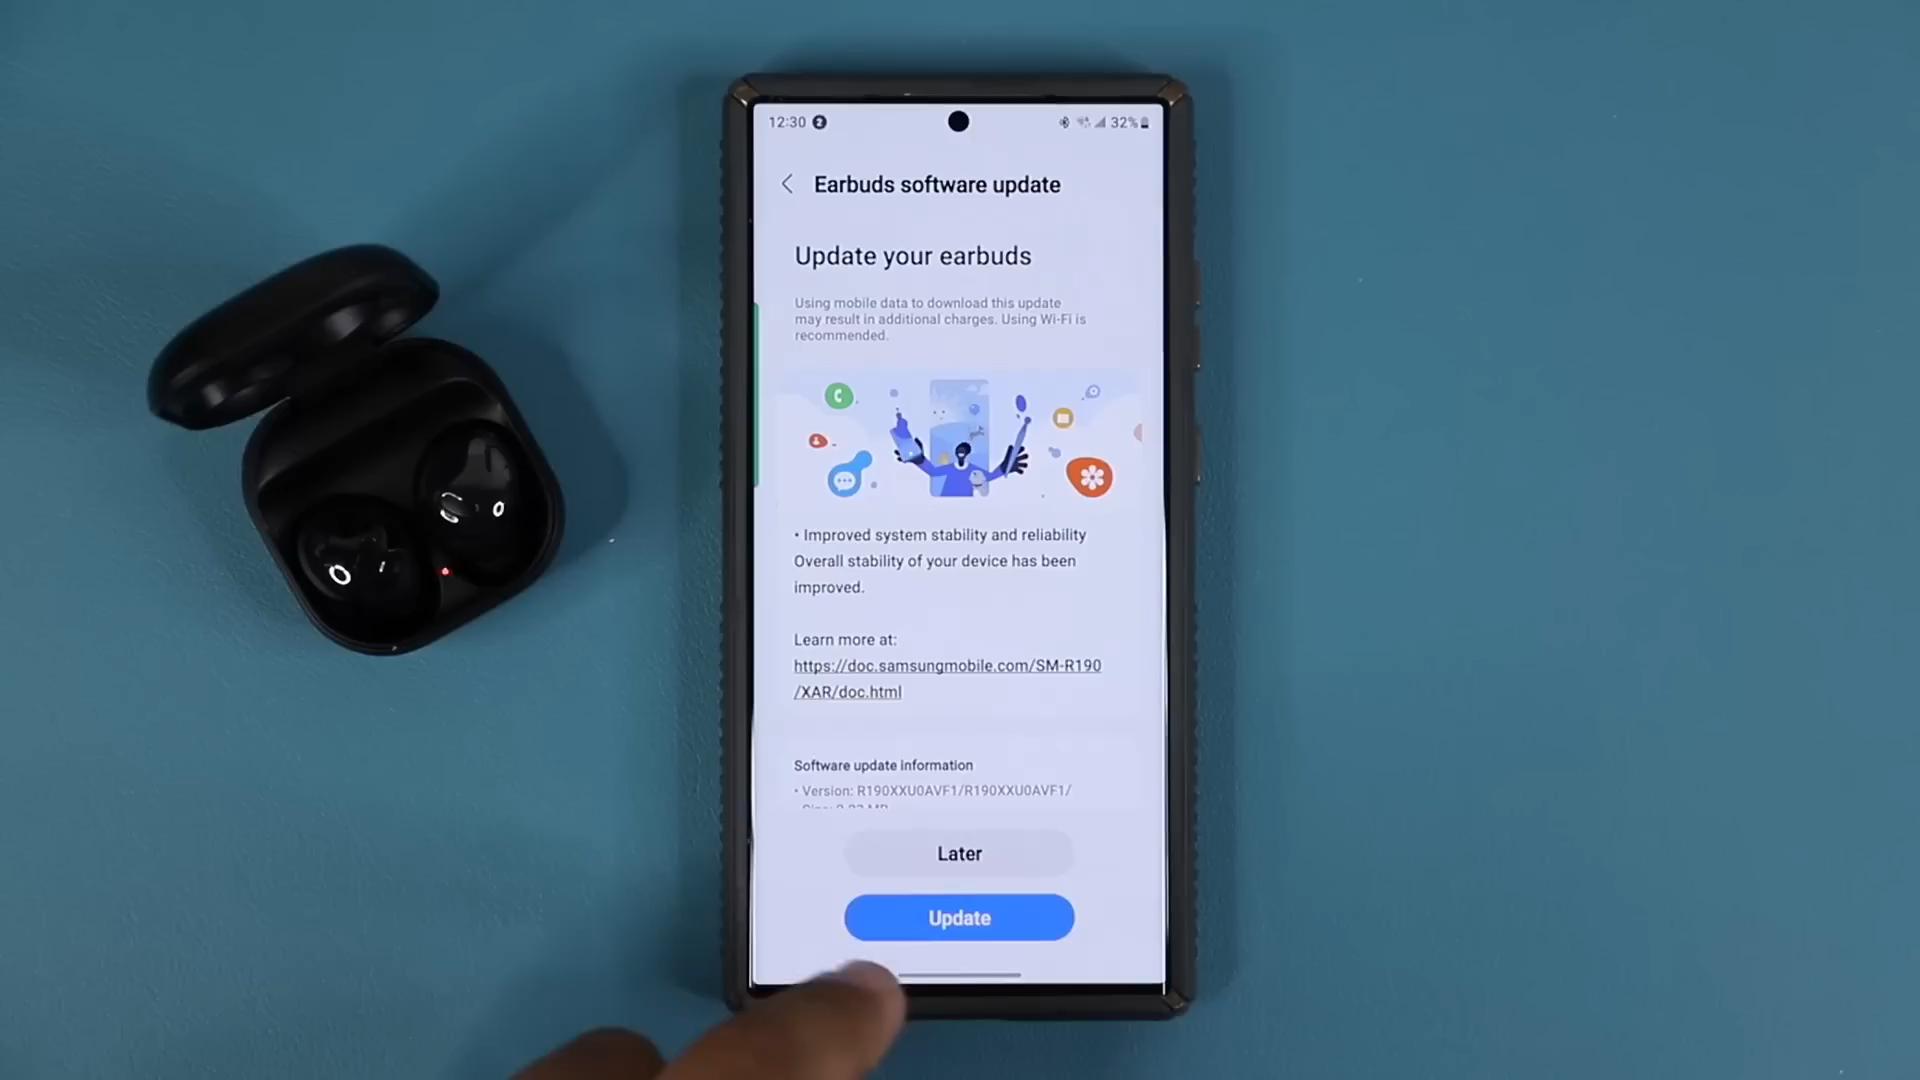 12:30 2 32%
Earbuds software update
Update your earbuds
Using mobile data to download this update
may result in additional charges. Using Wi-Fi is
recommended.
• Improved system stability and reliability
Overall stability of your device has been
improved.
Learn more at:
https://doc.samsungmobile.com/SM-R190
/XAR/doc.html
Software update information
• Version: R190XXU0AVF1/R190XXU0AVF1/
Later
Update